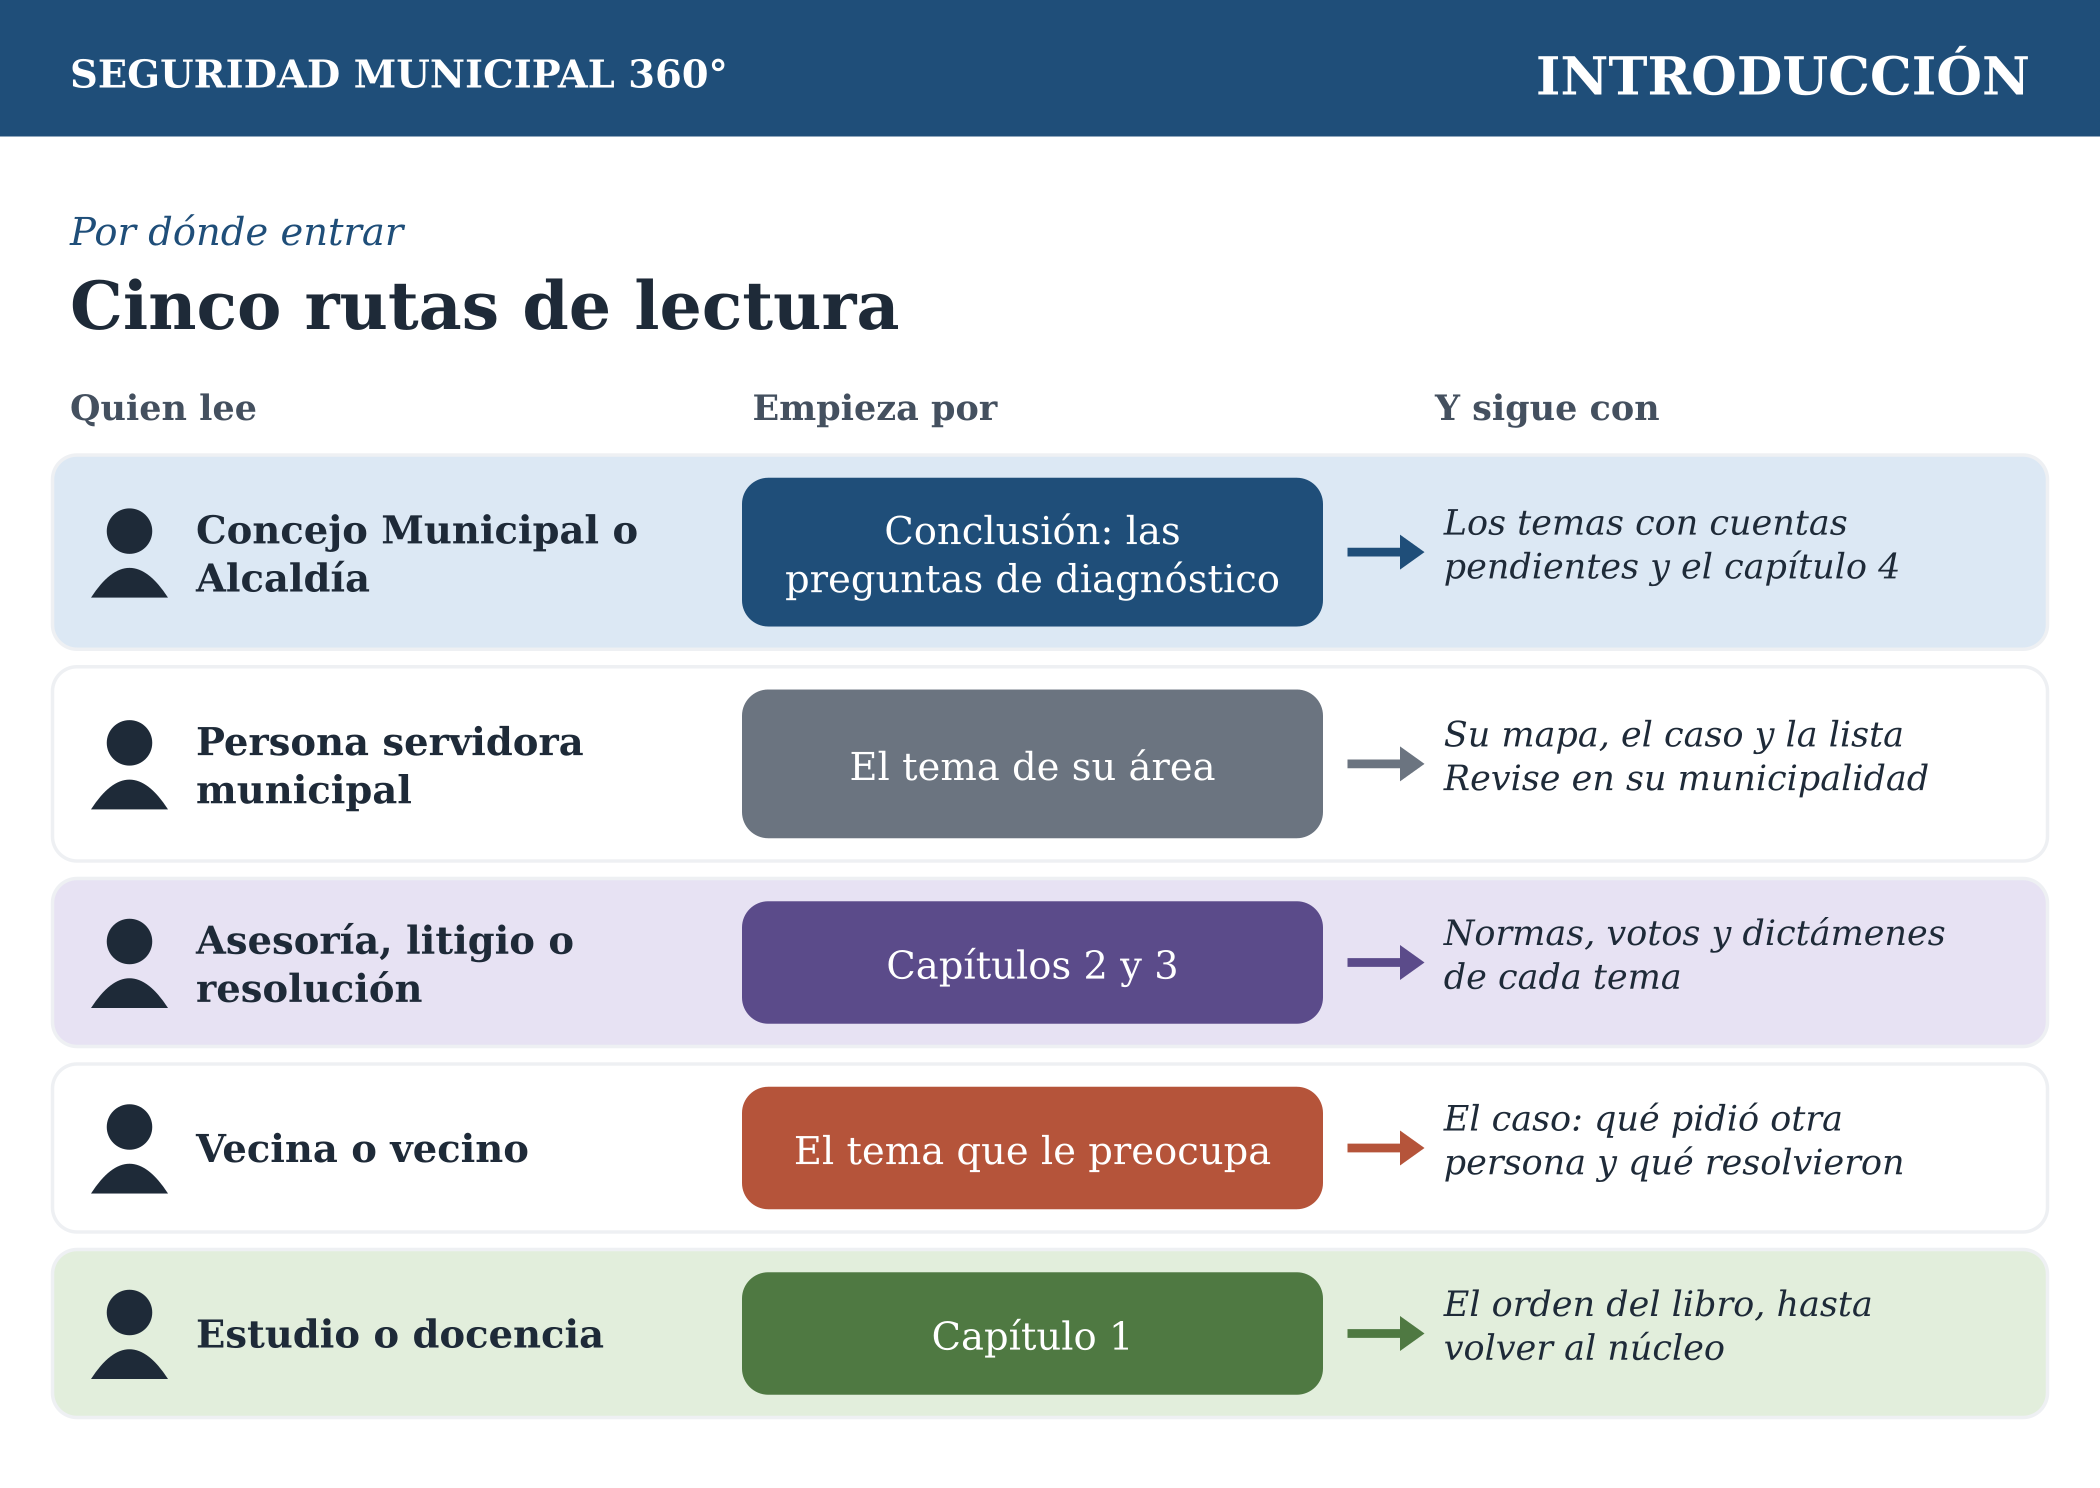 SEGURIDAD MUNICIPAL 360°
INTRODUCCIÓN
Por dónde entrar
Cinco rutas de lectura
Quien lee
Empieza por
Y sigue con
Concejo Municipal o
Alcaldía
Conclusión: las
preguntas de diagnóstico
Los temas con cuentas
pendientes y el capítulo 4
Persona servidora
municipal
El tema de su área
Su mapa, el caso y la lista
Revise en su municipalidad
Asesoría, litigio o
resolución
Capítulos 2 y 3
Normas, votos y dictámenes
de cada tema
Vecina o vecino
El tema que le preocupa
El caso: qué pidió otra
persona y qué resolvieron
Estudio o docencia
Capítulo 1
El orden del libro, hasta
volver al núcleo